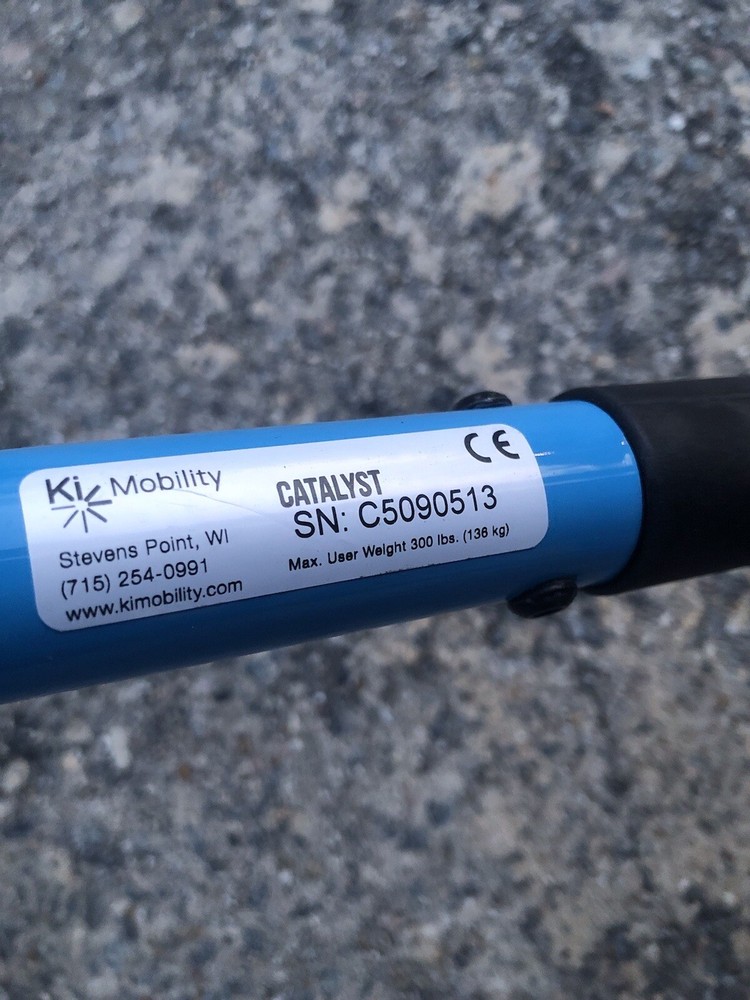 Ki Mobility
Stevens Point, WI
(715) 254-0991
www.kimobility.com
CE
CATALYST
SN: C5090513
Max. User Weight 300 lbs. (136 kg)